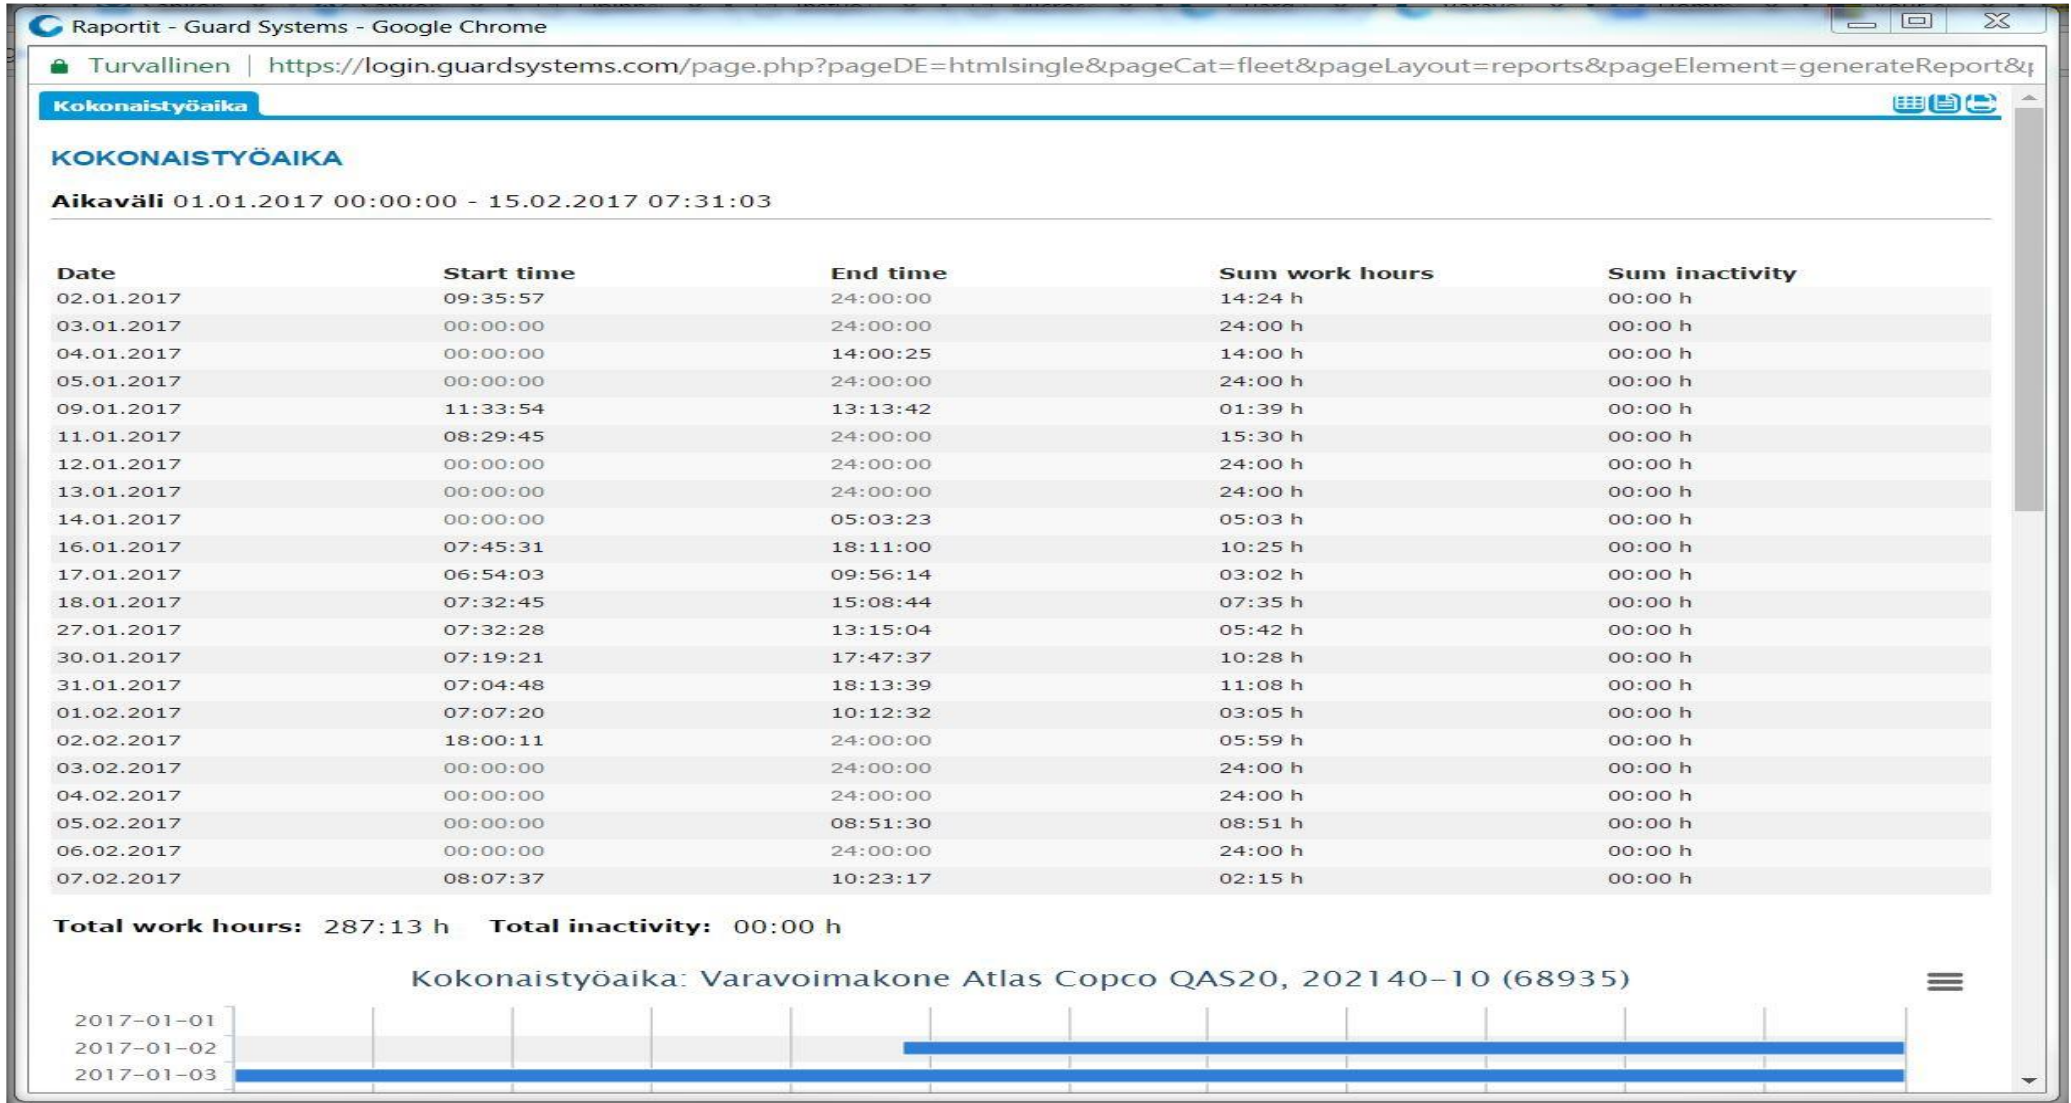 Raportit - Guard Systems - Google Chrome
Turvallinen | https://login.guardsystems.com/page.php?pageDE=htmlsingle&pageCat=fleet&pageLayout=reports&pageElement=generateReport&
Kokonaistyöaika
KOKONAISTYÖAIKA
Aikaväli 01.01.2017 00:00:00 - 15.02.2017 07:31:03
Date Start time End time Sum work hours Sum inactivity
02.01.2017 09:35:57 24:00:00 14:24 h 00:00 h
03.01.2017 00:00:00 24:00:00 24:00 h 00:00 h
04.01.2017 00:00:00 14:00:25 14:00 h 00:00 h
05.01.2017 00:00:00 24:00:00 24:00 h 00:00 h
09.01.2017 11:33:54 13:13:42 01:39 h 00:00 h
11.01.2017 08:29:45 24:00:00 15:30 h 00:00 h
12.01.2017 00:00:00 24:00:00 24:00 h 00:00 h
13.01.2017 00:00:00 24:00:00 24:00 h 00:00 h
14.01.2017 00:00:00 05:03:23 05:03 h 00:00 h
16.01.2017 07:45:31 18:11:00 10:25 h 00:00 h
17.01.2017 06:54:03 09:56:14 03:02 h 00:00 h
18.01.2017 07:32:45 15:08:44 07:35 h 00:00 h
27.01.2017 07:32:28 13:15:04 05:42 h 00:00 h
30.01.2017 07:19:21 17:47:37 10:28 h 00:00 h
31.01.2017 07:04:48 18:13:39 11:08 h 00:00 h
01.02.2017 07:07:20 10:12:32 03:05 h 00:00 h
02.02.2017 18:00:11 24:00:00 05:59 h 00:00 h
03.02.2017 00:00:00 24:00:00 24:00 h 00:00 h
04.02.2017 00:00:00 24:00:00 24:00 h 00:00 h
05.02.2017 00:00:00 08:51:30 08:51 h 00:00 h
06.02.2017 00:00:00 24:00:00 24:00 h 00:00 h
07.02.2017 08:07:37 10:23:17 02:15 h 00:00 h
Total work hours: 287:13 h Total inactivity: 00:00 h
Kokonaistyöaika: Varavoimakone Atlas Copco QAS20, 202140-10 (68935)
2017-01-01
2017-01-02
2017-01-03